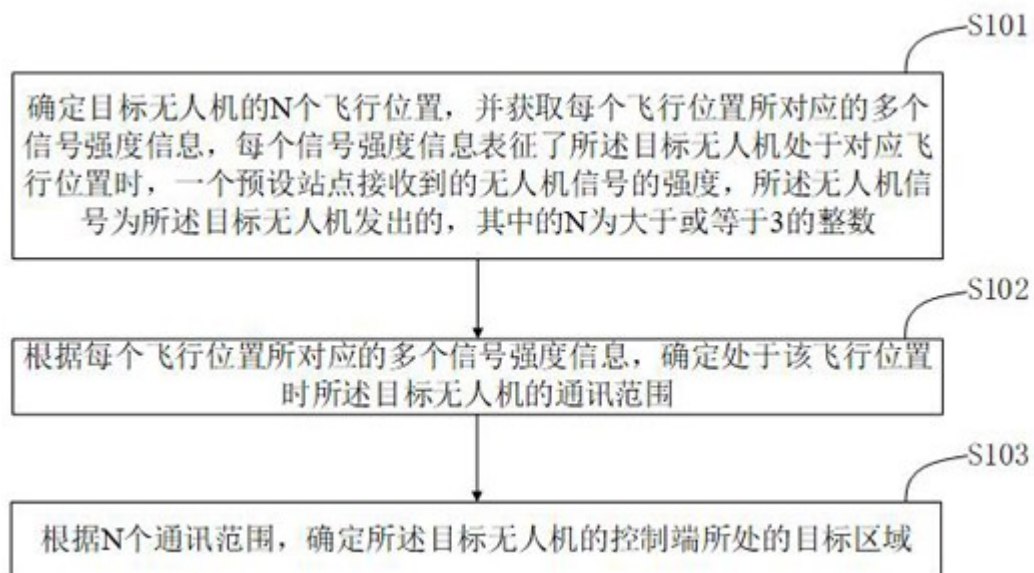 S101
确定目标无人机的N个飞行位置，并获取每个飞行位置所对应的多个
信号强度信息，每个信号强度信息表征了所述目标无人机处于对应飞
行位置时，一个预设站点接收到的无人机信号的强度，所述无人机信
号为所述目标无人机发出的，其中的N为大于或等于3的整数
S102
根据每个飞行位置所对应的多个信号强度信息，确定处于该飞行位置
时所述目标无人机的通讯范围
S103
根据N个通讯范围，确定所述目标无人机的控制端所处的目标区域